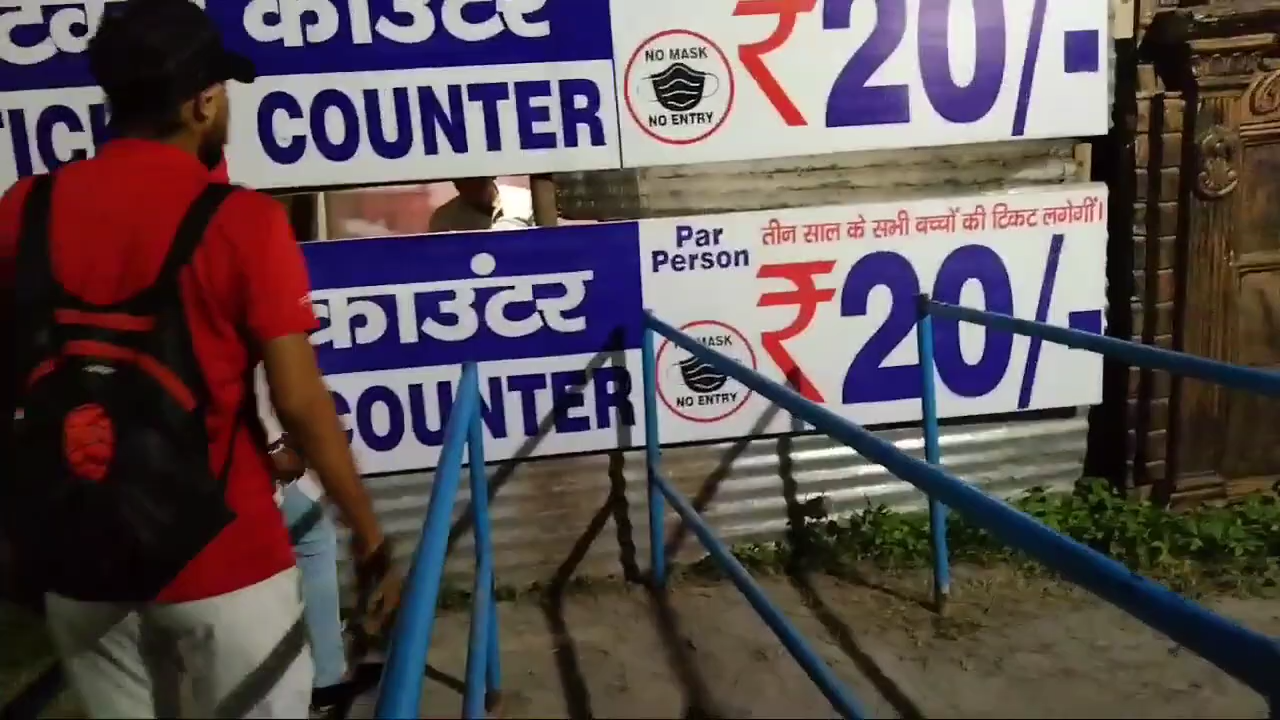 काउंटर
COUNTER
NO MASK
NO ENTRY
₹20/-
काउंटर
COUNTER
Par
Person
तीन साल के सभी बच्चों की टिकट लगेगीं।
MASK
NO ENTRY
₹20/-